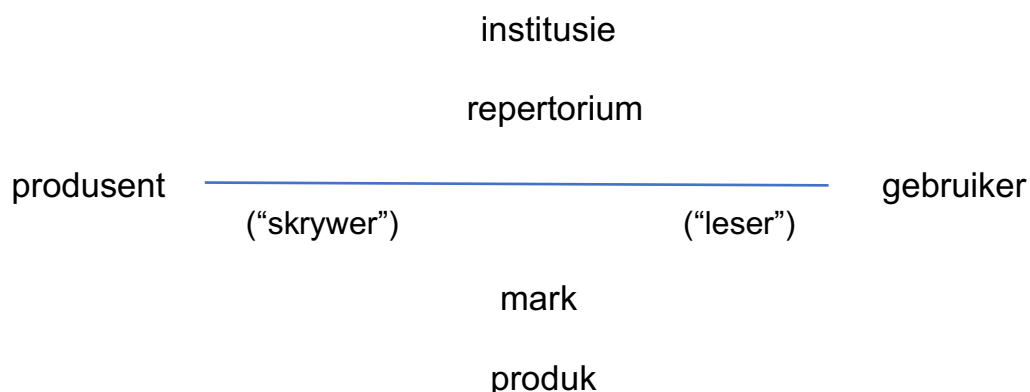 institusie
repertorium
produsent gebruiker
(“skrywer”) (“leser”)
mark
produk